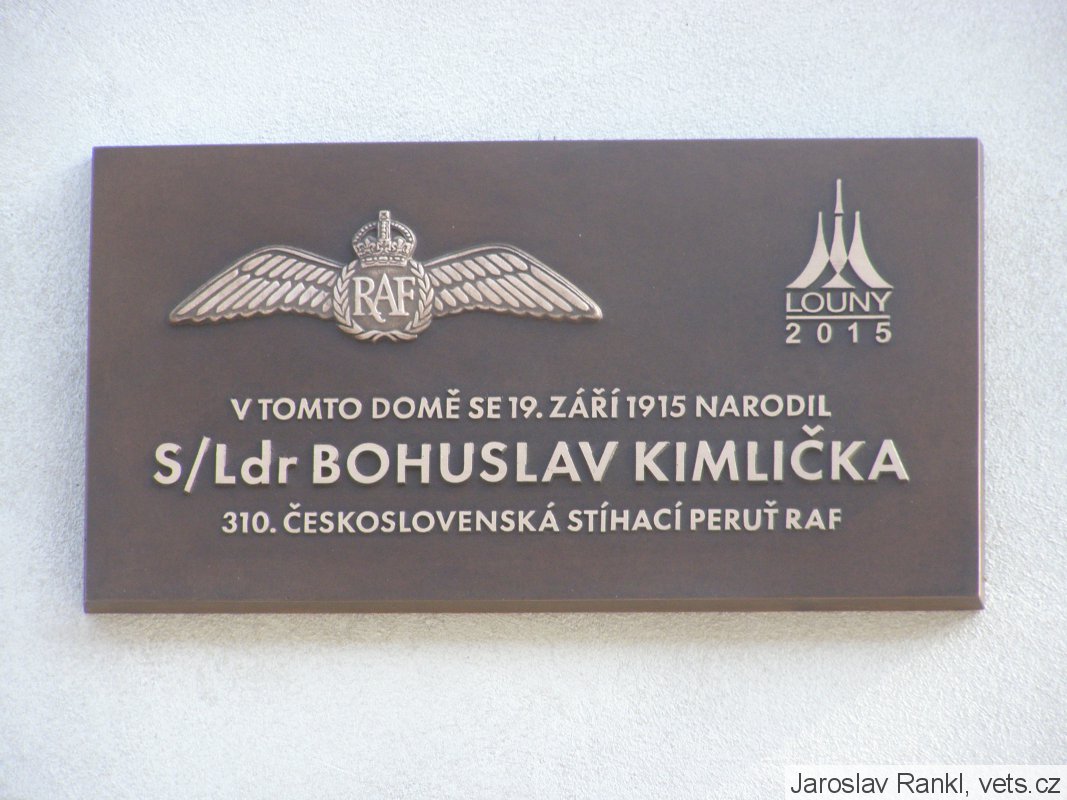 RAF
LOUNY
2015
V TOMTO DOMĚ SE 19. ZÁŘÍ 1915 NARODIL
S/Ldr BOHUSLAV KIMLIČKA
310. ČESKOSLOVENSKÁ STÍHACÍ PERUŤ RAF
Jaroslav Rankl, vets.cz